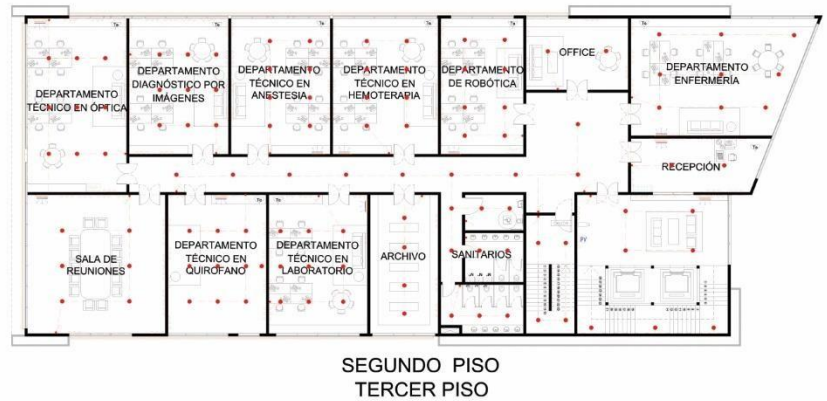 DEPARTAMENTO
TÉCNICO EN ÓPTICA
DEPARTAMENTO
DIAGNÓSTICO POR
IMÁGENES
DEPARTAMENTO
TÉCNICO EN
ANESTESIA
DEPARTAMENTO
TÉCNICO EN
HEMOTERAPIA
DEPARTAMENTO
DE ROBÓTICA
OFFICE
DEPARTAMENTO
ENFERMERÍA
RECEPCIÓN
SALA DE
REUNIONES
DEPARTAMENTO
TÉCNICO EN
QUIRÓFANO
DEPARTAMENTO
TÉCNICO EN
LABORATORIO
ARCHIVO
SANITARIOS
SEGUNDO PISO
TERCER PISO